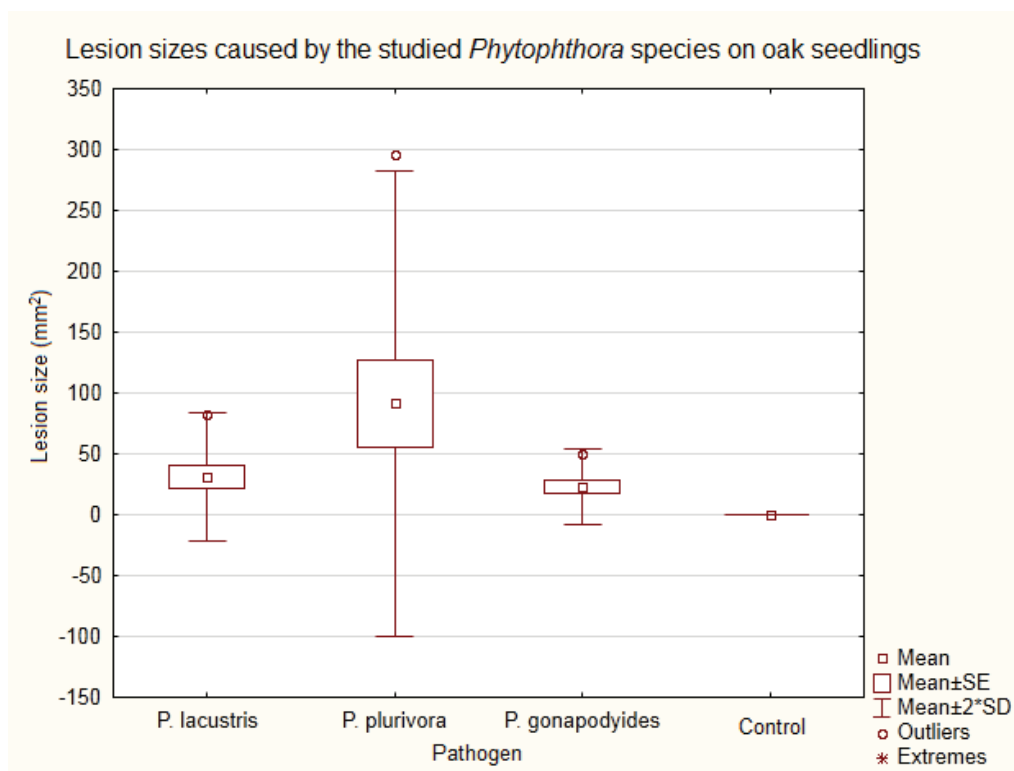 Lesion sizes caused by the studied Phytophthora species on oak seedlings
350
300
250
200
150
100
50
0
-50
-100
-150
Lesion size (mm²)
P. lacustris P. plurivora P. gonapodyides Control
Pathogen
Mean
Mean±SE
Mean±2*SD
Outliers
Extremes